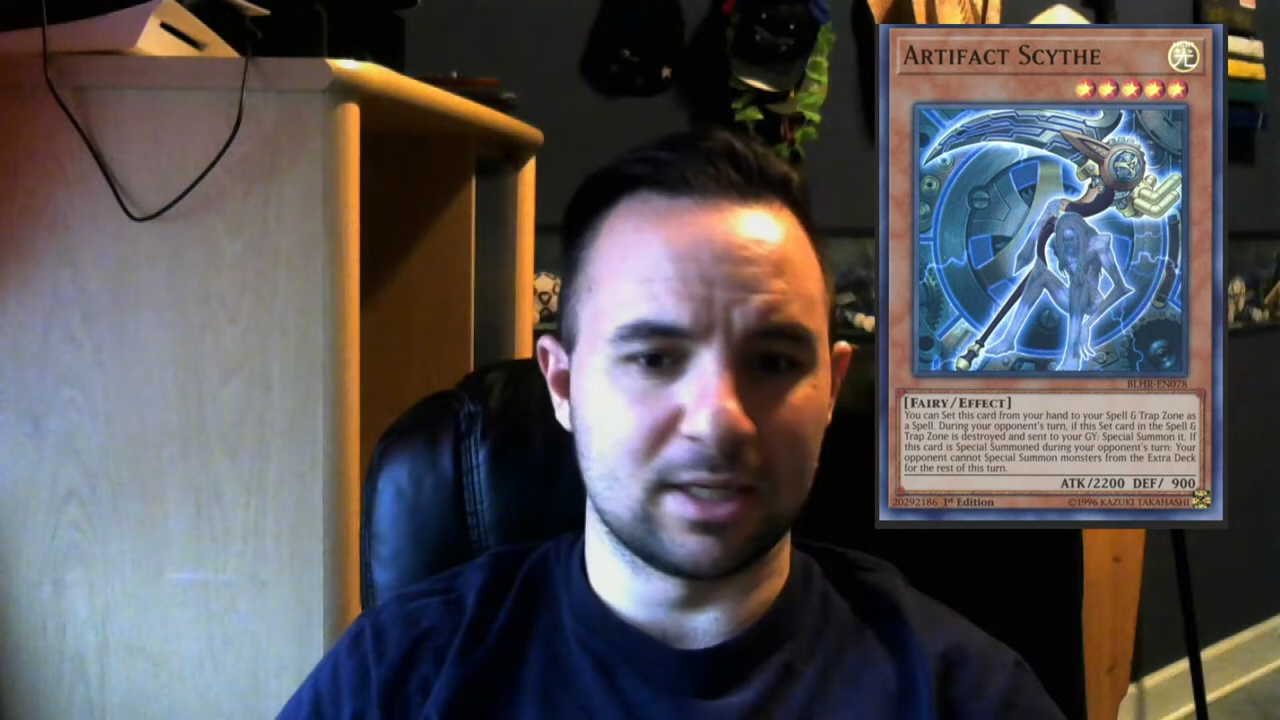 ARTIFACT SCYTHE
光
BLHR-EN078
[FAIRY/EFFECT]
You can Set this card from your hand to your Spell & Trap Zone as
a Spell. During your opponent's turn, if this Set card in the Spell &
Trap Zone is destroyed and sent to your GY: Special Summon it. If
this card is Special Summoned during your opponent's turn: Your
opponent cannot Special Summon monsters from the Extra Deck
for the rest of this turn.
ATK/2200 DEF/ 900
20292186 1st Edition ©1996 KAZUKI TAKAHASHI